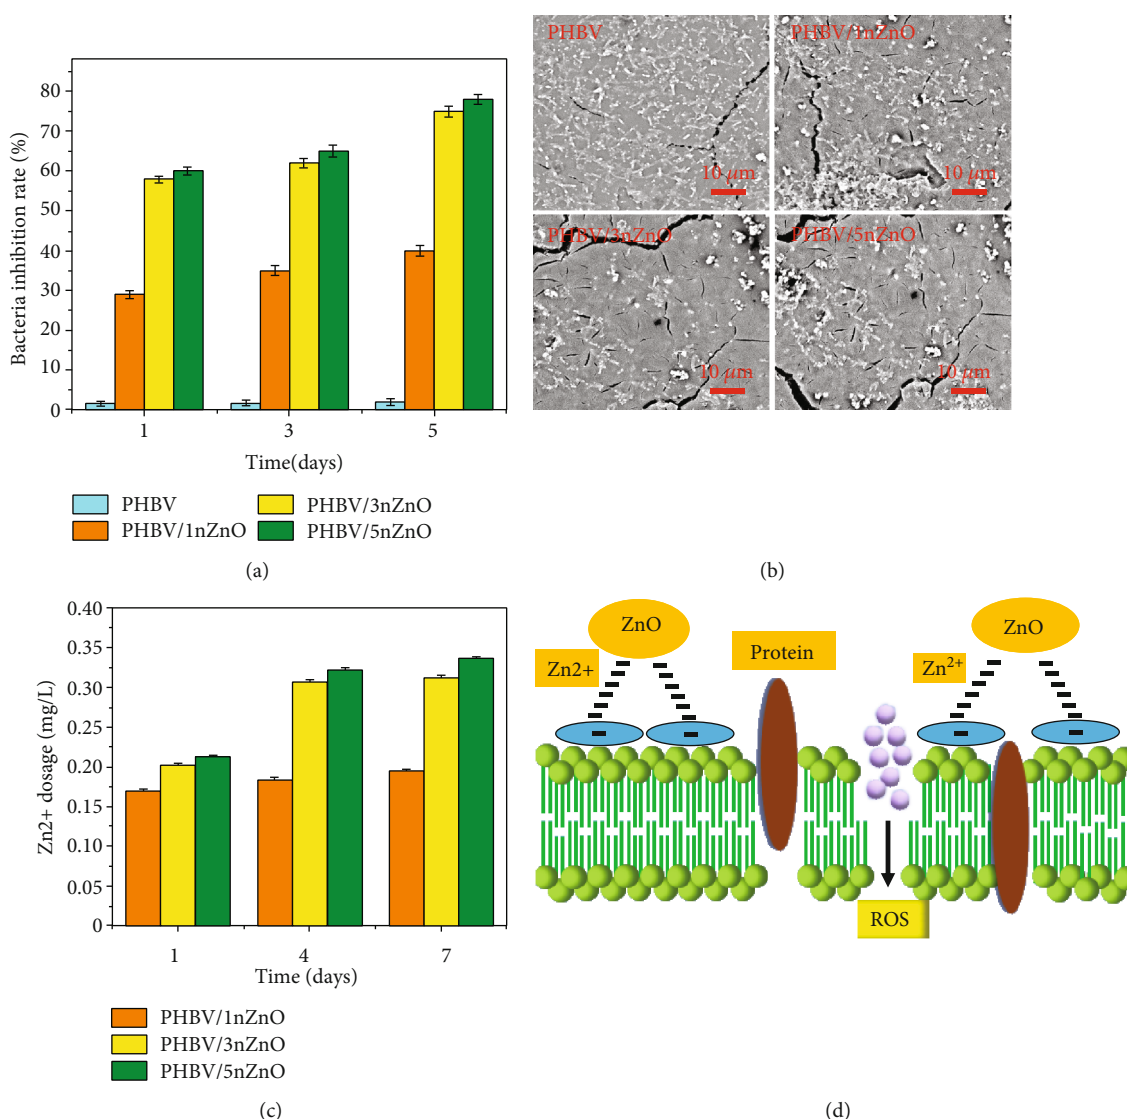 Bacteria inhibition rate (%)
80
70
60
50
40
30
20
10
0
1
3
5
Time(days)
PHBV
PHBV/3nZnO
PHBV/1nZnO
PHBV/5nZnO
(a)
PHBV
PHBV/1nZnO
10 μm
10 μm
PHBV/3nZnO
PHBV/5nZnO
10 μm
10 μm
(b)
Zn2+ dosage (mg/L)
0.40
0.35
0.30
0.25
0.20
0.15
0.10
0.05
0
1
4
7
Time (days)
PHBV/1nZnO
PHBV/3nZnO
PHBV/5nZnO
(c)
ZnO
ZnO
Zn2+
Protein
Zn²⁺
ROS
(d)